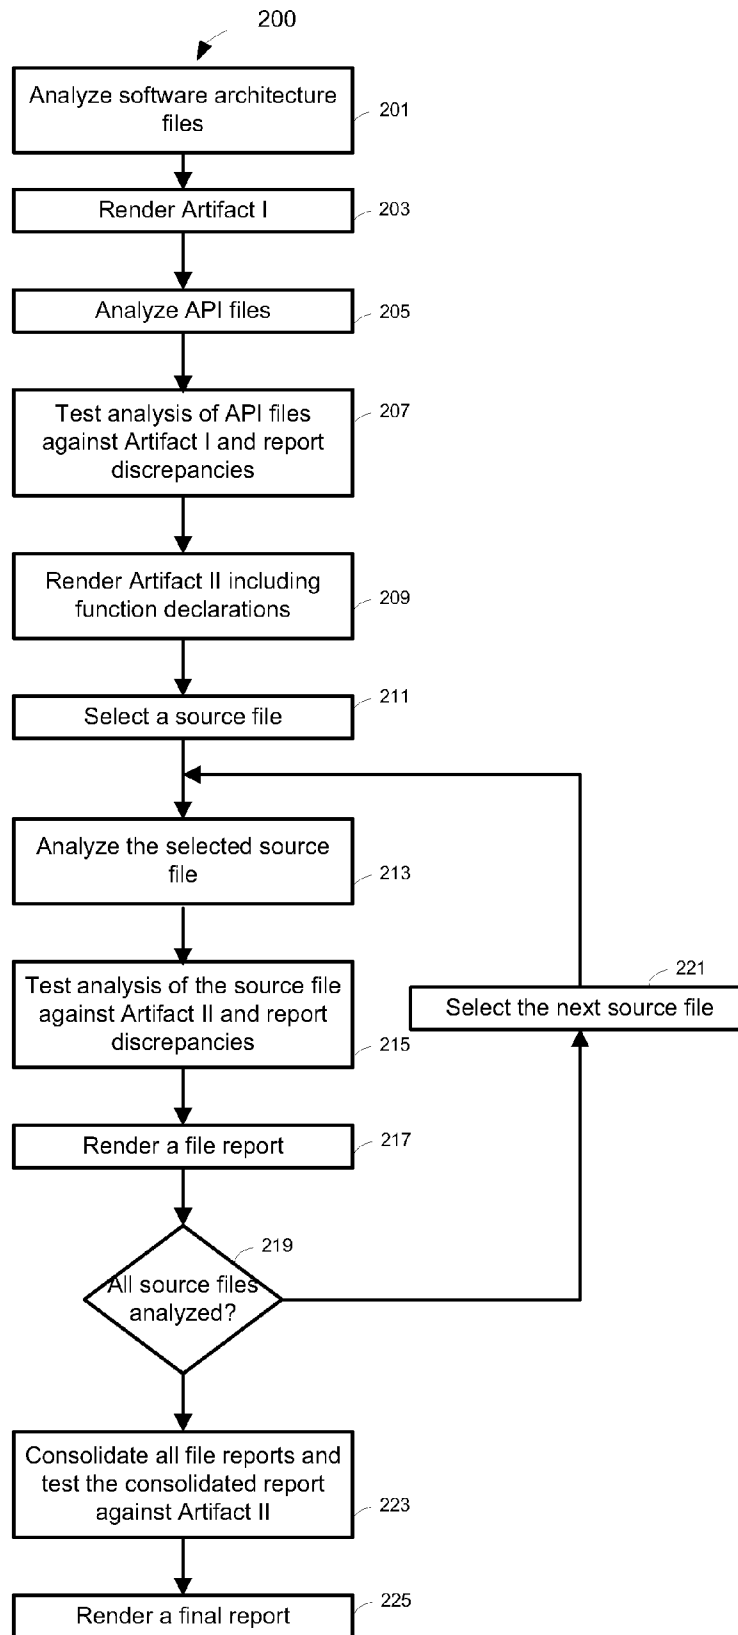 200
Analyze software architecture
files
201
Render Artifact I
203
Analyze API files
205
Test analysis of API files
against Artifact I and report
discrepancies
207
Render Artifact II including
function declarations
209
Select a source file
211
Analyze the selected source
file
213
Test analysis of the source file
against Artifact II and report
discrepancies
215
Select the next source file
221
Render a file report
217
All source files
analyzed?
219
Consolidate all file reports and
test the consolidated report
against Artifact II
223
Render a final report
225